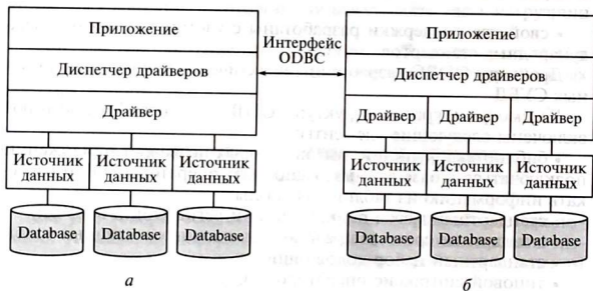 Приложение
Диспетчер драйверов
Драйвер
Источник данных
Источник данных
Источник данных
Database
Database
Database
а
Интерфейс
ODBC
Приложение
Диспетчер драйверов
Драйвер
Драйвер
Драйвер
Источник данных
Источник данных
Источник данных
Database
Database
Database
б